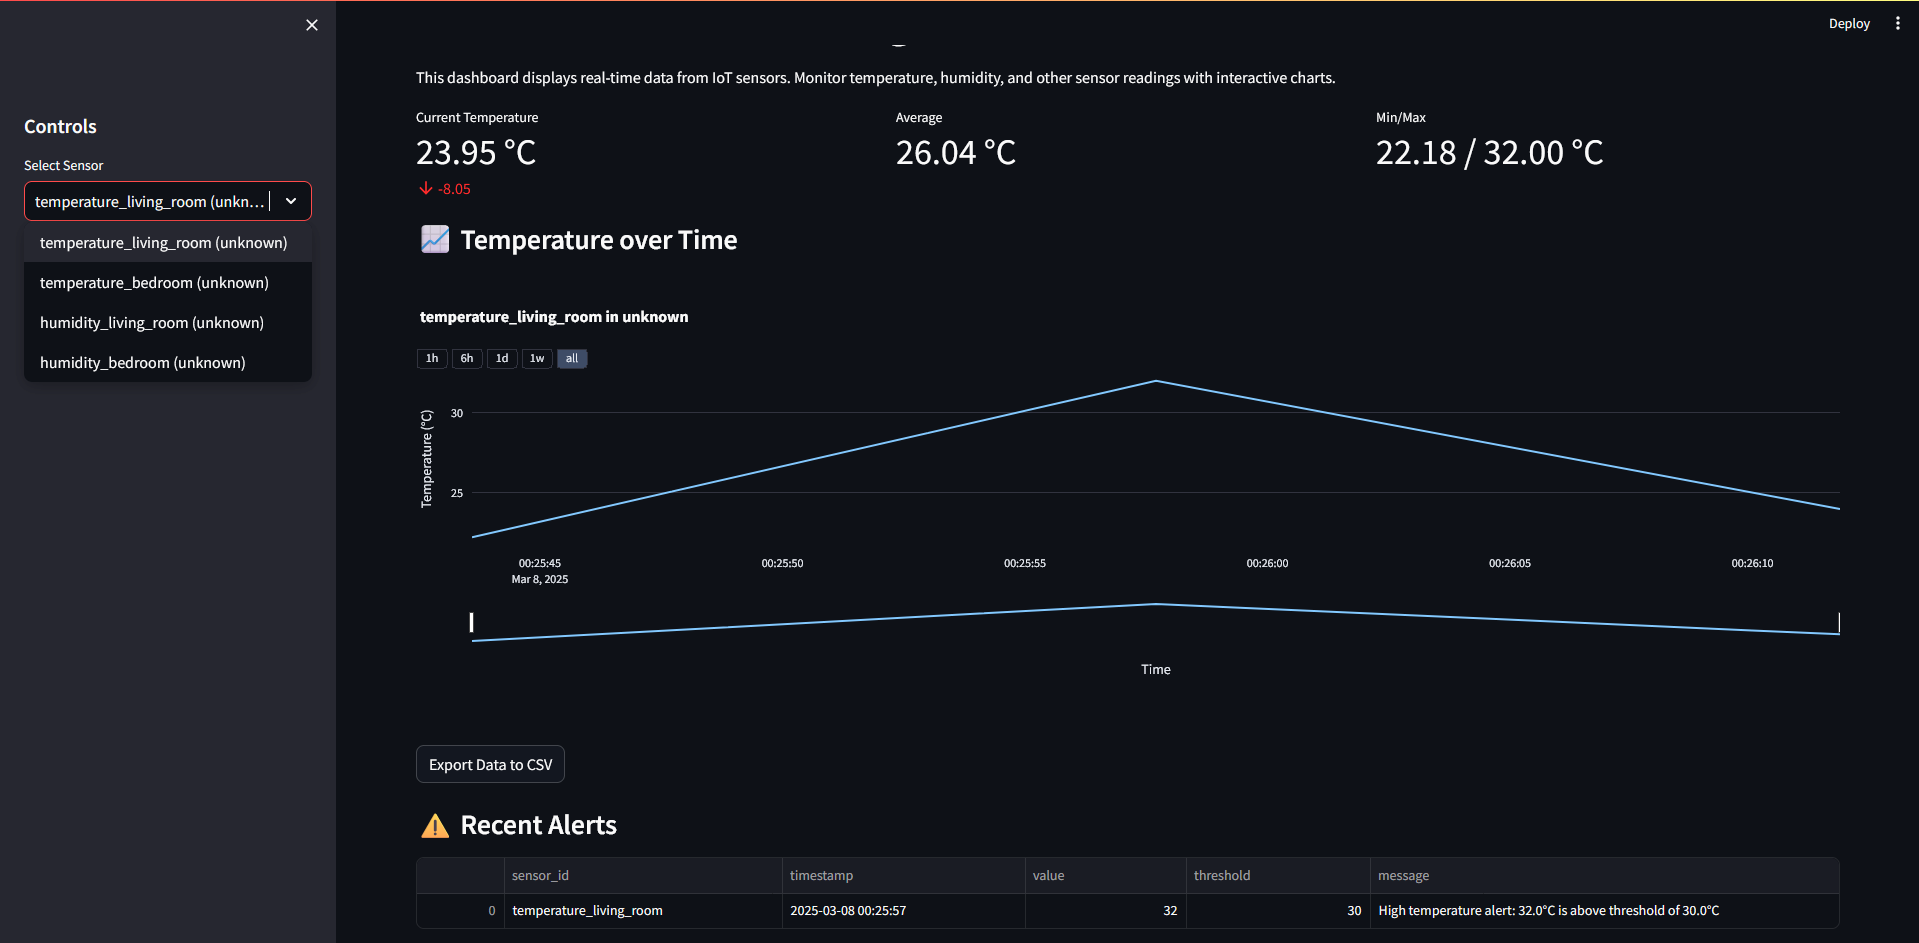 Deploy
Controls
Select Sensor
temperature_living_room (unkn...
temperature_living_room (unknown)
temperature_bedroom (unknown)
humidity_living_room (unknown)
humidity_bedroom (unknown)
This dashboard displays real-time data from IoT sensors. Monitor temperature, humidity, and other sensor readings with interactive charts.
Current Temperature Average Min/Max
23.95 °C 26.04 °C 22.18 / 32.00 °C
-8.05
Temperature over Time
temperature_living_room in unknown
1h 6h 1d 1w all
Temperature (°C)
30
25
00:25:45 00:25:50 00:25:55 00:26:00 00:26:05 00:26:10
Mar 8, 2025
Time
Export Data to CSV
Recent Alerts
sensor_id timestamp value threshold message
0 temperature_living_room 2025-03-08 00:25:57 32 30 High temperature alert: 32.0°C is above threshold of 30.0°C